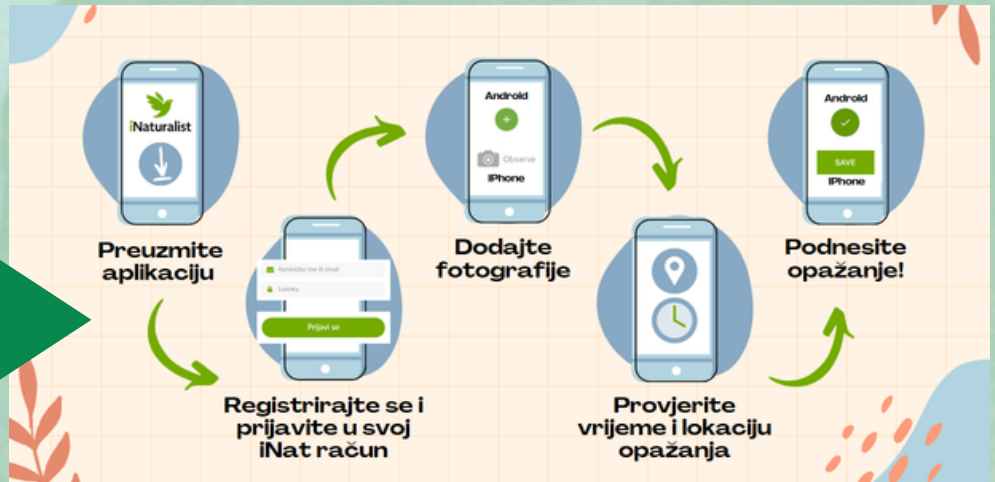 iNaturalist
Preuzmite
aplikaciju
Korisničko ime ili email
Lozinka
Prijavi se
Registrirajte se i
prijavite u svoj
iNat račun
Android
Observe
iPhone
Dodajte
fotografije
Provjerite
vrijeme i lokaciju
opažanja
Android
SAVE
iPhone
Podnesite
opažanje!